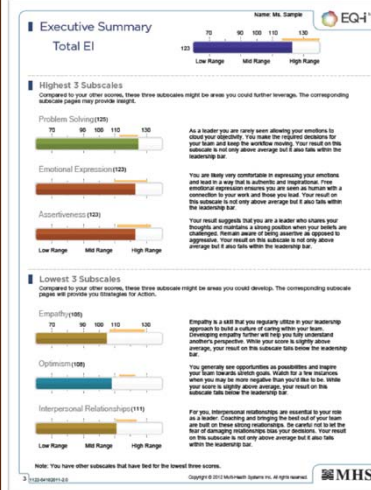 Name: Ms. Sample
EQ-i
Executive Summary
Total EI
70 90 100 110 130
123
Low Range Mid Range High Range
Highest 3 Subscales
Compared to your other scores, these three subscales might be areas you could further leverage. The corresponding
subscale pages may provide insight.
Problem Solving(125)
70 90 100 110 130
As a leader you are rarely seen allowing your emotions to
cloud your objectivity. You make the required decisions for
your team and keep the workflow moving. Your result on this
subscale is not only above average but it also falls within the
leadership bar.
Emotional Expression(123)
You are likely very comfortable in expressing your emotions
and lead in a way that is authentic and inspirational. Free
emotional expression ensures you are seen as human with a
connection to your work and those you lead. Your result on
this subscale is not only above average but it also falls within
the leadership bar.
Assertiveness (123)
Your result suggests that you are a leader who shares your
thoughts and maintains a strong position when your beliefs are
challenged. Remain aware of being assertive as opposed to
aggressive. Your result on this subscale is not only above
average but it also falls within the leadership bar.
Low Range Mid Range High Range
Lowest 3 Subscales
Compared to your other scores, these three subscales might be areas you could develop. The corresponding subscale
pages will provide you Strategies for Action.
Empathy(105)
70 90 100 110 130
Empathy is a skill that you regularly utilize in your leadership
approach to build a culture of caring within your team.
Developing empathy further will help you fully understand
another's perspective. While your score is slightly above
average, your result on this subscale falls below the leadership
bar.
Optimism(108)
You generally see opportunities as possibilities and inspire
your team towards stretch goals. Watch for a few instances
when you may be more negative than you'd like to be. While
your score is slightly above average, your result on this
subscale falls below the leadership bar.
Interpersonal Relationships(111)
For you, interpersonal relationships are essential to your role
as a leader. Coaching and bringing the best out of your team
are built on these strong relationships. Be careful not to let the
fear of damaging relationships bias your decisions. Your result
on this subscale is not only above average but it also falls
within the leadership bar.
Low Range Mid Range High Range
Note: You have other subscales that have tied for the lowest three scores.
3
Copyright © 2012 Multi-Health Systems Inc. All rights reserved.
MHS